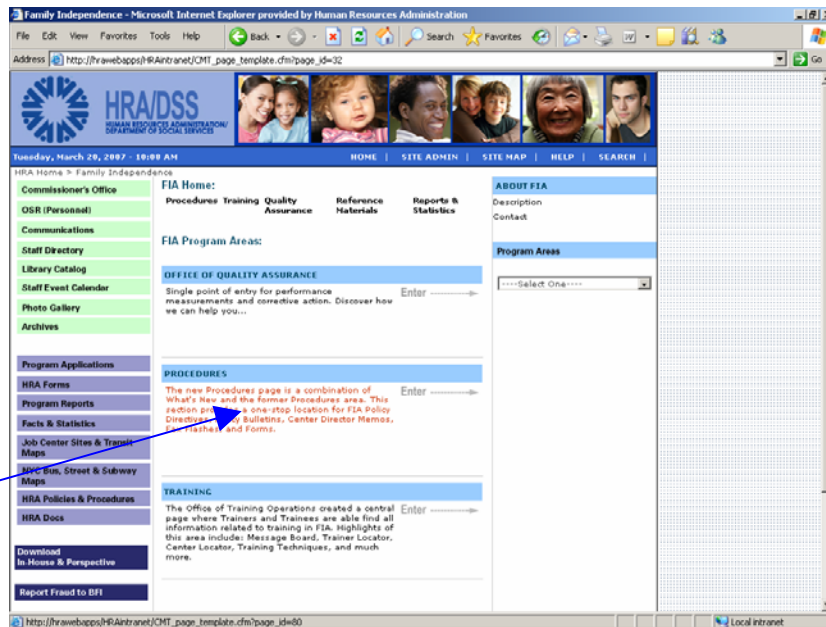 Family Independence - Microsoft Internet Explorer provided by Human Resources Administration
File Edit View Favorites Tools Help Back Search Favorites
Address http://hrawebapps/HRAintranet/CMT_page_template.cfm?page_id=32 Go
HRA/DSS
HUMAN RESOURCES ADMINISTRATION/
DEPARTMENT OF SOCIAL SERVICES
Tuesday, March 20, 2007 - 10:00 AM HOME | SITE ADMIN | SITE MAP | HELP | SEARCH |
HRA Home > Family Independence
Commissioner's Office
OSR (Personnel)
Communications
Staff Directory
Library Catalog
Staff Event Calendar
Photo Gallery
Archives
Program Applications
HRA Forms
Program Reports
Facts & Statistics
Job Center Sites & Transit
Maps
NYC Bus, Street & Subway
Maps
HRA Policies & Procedures
HRA Docs
Download
In-House & Perspective
Report Fraud to BFI
FIA Home:
Procedures Training Quality Assurance Reference Materials Reports & Statistics
FIA Program Areas:
OFFICE OF QUALITY ASSURANCE
Single point of entry for performance
measurements and corrective action. Discover how
we can help you...
Enter
PROCEDURES
The new Procedures page is a combination of
What's New and the former Procedures area. This
section provides a one-stop location for FIA Policy
Directives, Bulletins, Center Director Memos,
and Forms.
Enter
TRAINING
The Office of Training Operations created a central
page where Trainers and Trainees are able find all
information related to training in FIA. Highlights of
this area include: Message Board, Trainer Locator,
Center Locator, Training Techniques, and much
more.
Enter
ABOUT FIA
Description
Contact
Program Areas
----Select One----
http://hrawebapps/HRAintranet/CMT_page_template.cfm?page_id=80 Local intranet